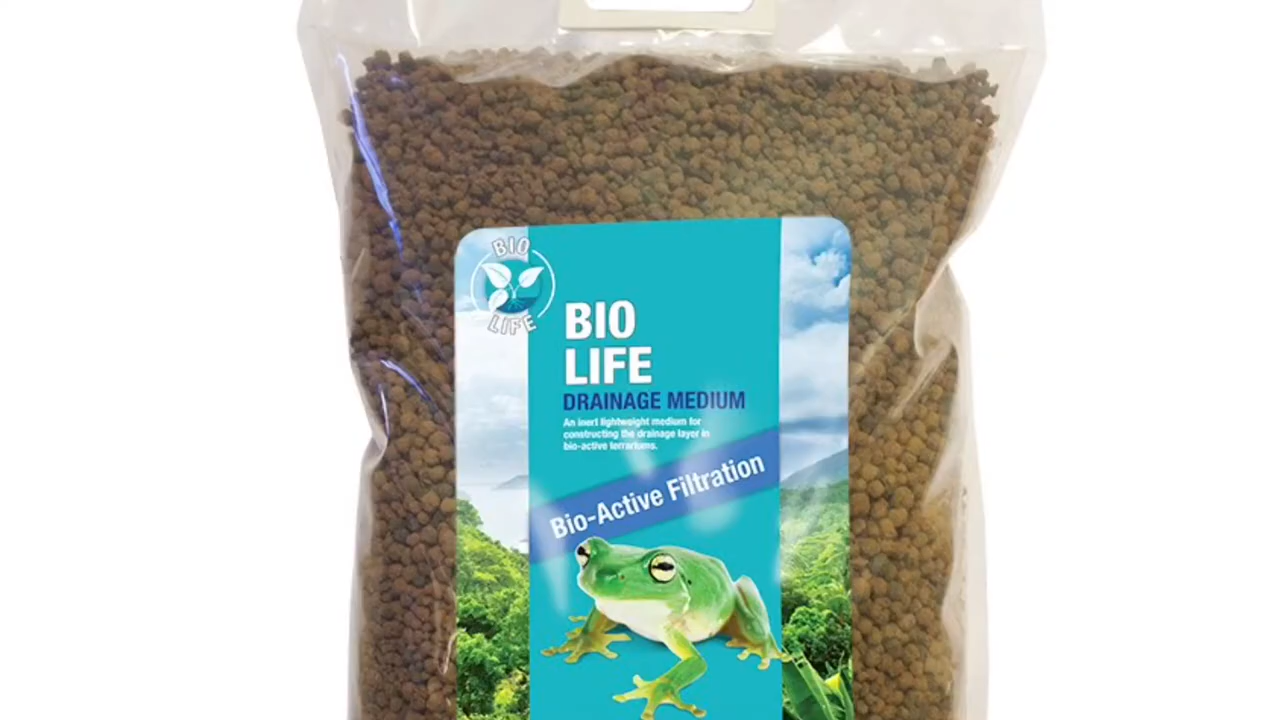 BIO
LIFE
BIO
LIFE
DRAINAGE MEDIUM
An inert lightweight medium for
constructing the drainage layer in
bio-active terrariums.
Bio-Active Filtration